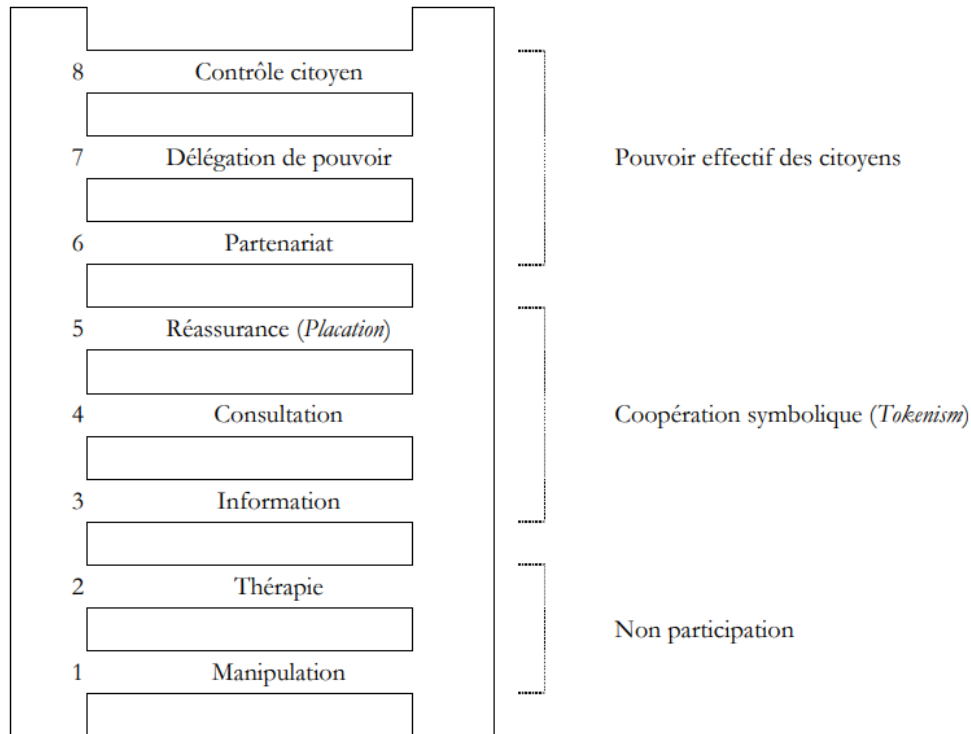 8 Contrôle citoyen
7 Délégation de pouvoir
Pouvoir effectif des citoyens
6 Partenariat
5 Réassurance (Placation)
4 Consultation
Coopération symbolique (Tokenism)
3 Information
2 Thérapie
Non participation
1 Manipulation